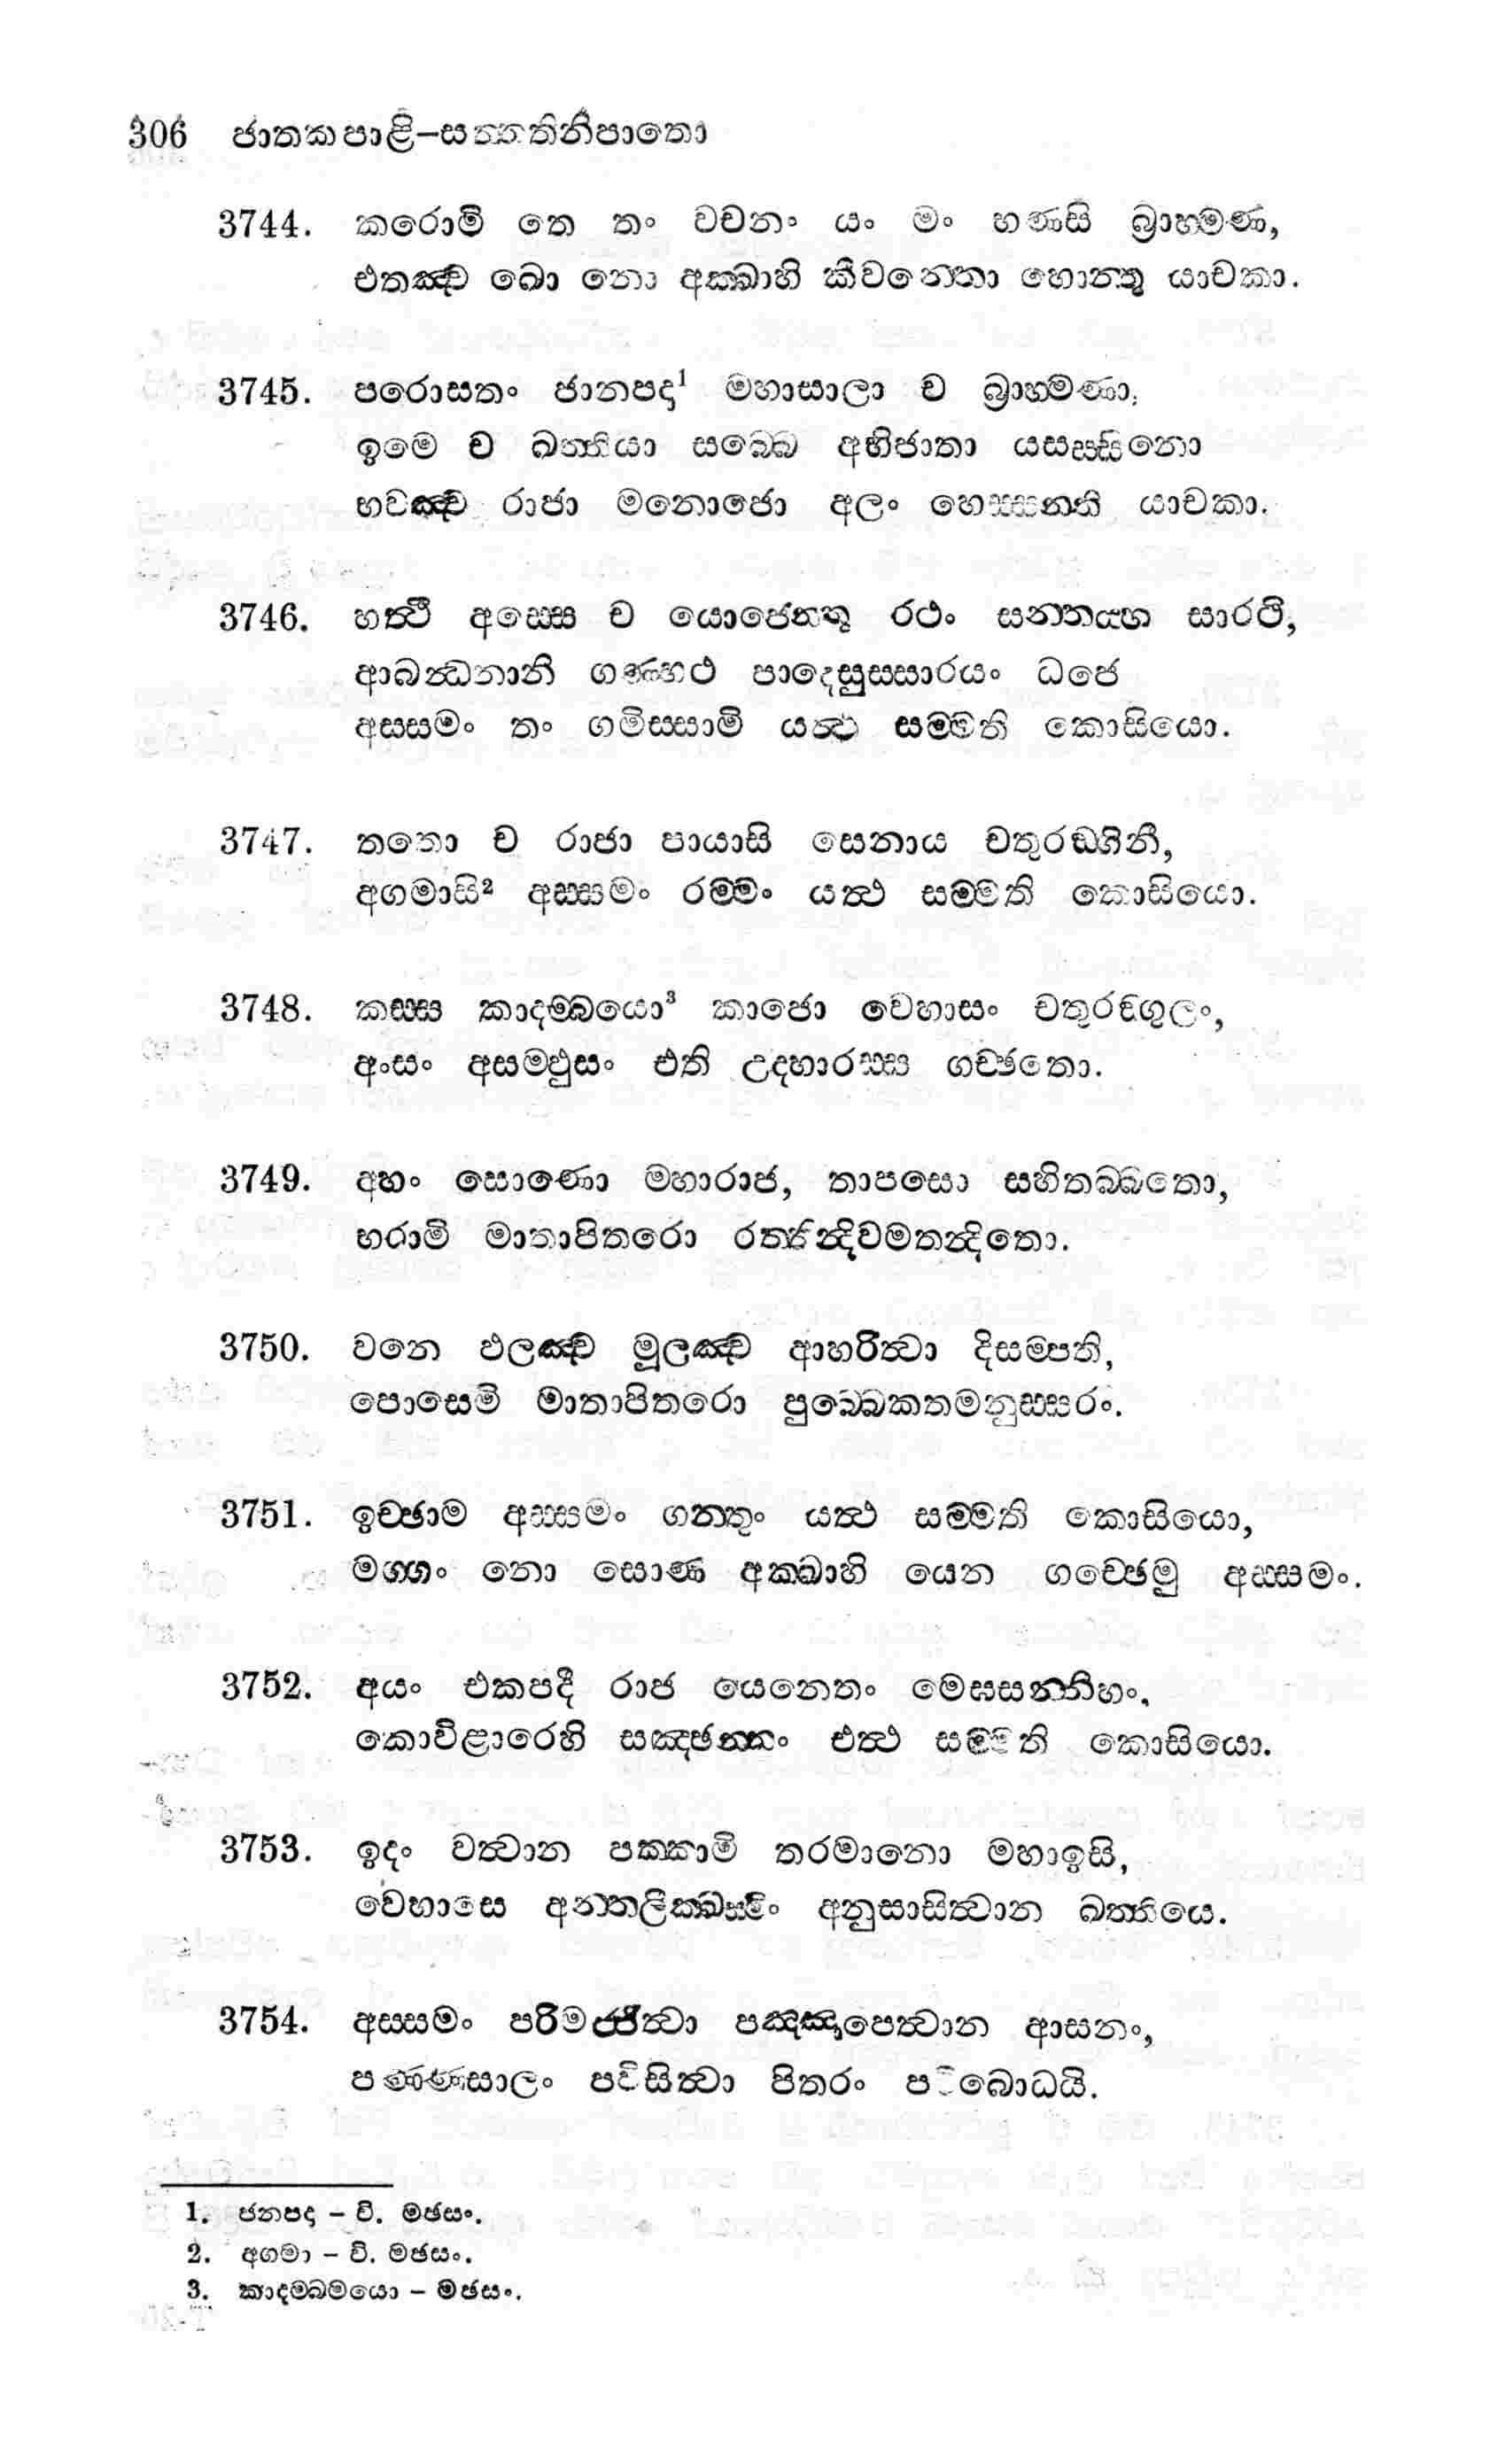 306 ජාතකපාළි-සත්තතිනිපාතො
3744. කරොමි තෙ තං වචනං යං මං භණසි බ්‍රාහ්මණ,
එතඤ්ච ඛො නො අක්ඛාහි කීවන්තො හොන්තු යාචකා.
3745. පරොසතං ජානපදා¹ මහාසාලා ච බ්‍රාහ්මණා,
ඉමෙ ච ඛත්තියා සබ්බෙ අභිජාතා යසස්සිනො
භවඤ්ච රාජා මනොජො අලං හෙස්සන්ති යාචකා.
3746. හත්ථී අස්සෙ ච යොජෙන්තු රථං සන්නය්හ සාරථි,
ආබන්ධනානි ගණ්හථ පාදෙසුස්සාරයං ධජෙ
අස්සමං තං ගමිස්සාමි යත්ථ සම්මති කොසියො.
3747. තතො ච රාජා පායාසි සෙනාය චතුරඞ්ගිනී,
අගමාසි² අස්සමං රම්මං යත්ථ සම්මති කොසියො.
3748. කස්ස කාදම්බයො³ කාජො වෙහාසං චතුරඞ්ගුලං,
අංසං අසම්ඵුසං එති උදහාරස්ස ගච්ඡතො.
3749. අහං සොණො මහාරාජ, තාපසො සහිතබ්බතො,
භරාමි මාතාපිතරො රත්තින්දිවමතන්දිතො.
3750. වනෙ ඵලඤ්ච මූලඤ්ච ආහරිත්වා දිසම්පති,
පොසෙමි මාතාපිතරො පුබ්බෙකතමනුස්සරං.
3751. ඉච්ඡාම අස්සමං ගන්තුං යත්ථ සම්මති කොසියො,
මග්ගං නො සොණ අක්ඛාහි යෙන ගච්ඡෙමු අස්සමං.
3752. අයං එකපදී රාජ යෙනෙතං මෙඝසන්නිභං,
කොවිළාරෙහි සඤ්ඡන්නං එත්ථ සම්මති කොසියො.
3753. ඉදං වත්වාන පක්කාමි තරමානො මහාඉසි,
වෙහාසෙ අන්තලික්ඛස්මිං අනුසාසිත්වාන ඛත්තියෙ.
3754. අස්සමං පරිමජ්ජිත්වා පඤ්ඤාපෙත්වාන ආසනං,
පණ්ණසාලං පවිසිත්වා පිතරං පටිබොධයි.
1. ජනපදා - වි. මඡසං.
2. අගමා - වි. මඡසං.
3. කාදම්බමයො - මඡසං.